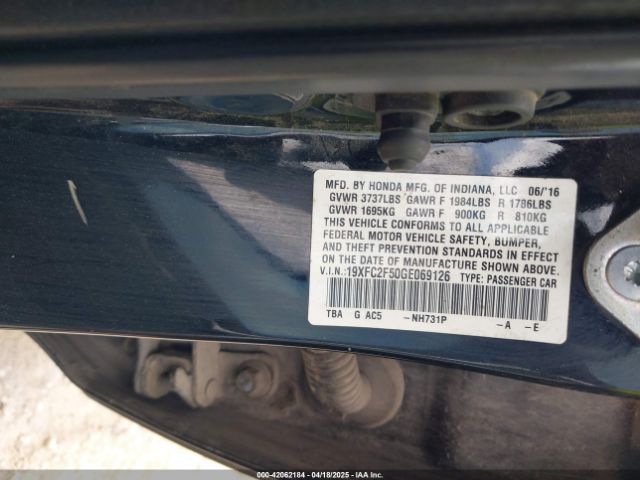 MFD. BY HONDA MFG. OF INDIANA, LLC 06/'16
GVWR 3737LBS GAWR F 1984LBS R 1786LBS
GVWR 1695KG GAWR F 900KG R 810KG
THIS VEHICLE CONFORMS TO ALL APPLICABLE
FEDERAL MOTOR VEHICLE SAFETY, BUMPER,
AND THEFT PREVENTION STANDARDS IN EFFECT
ON THE DATE OF MANUFACTURE SHOWN ABOVE.
V.I.N.:19XFC2F50GE069126 TYPE: PASSENGER CAR
TBA G AC5 -NH731P -A -E
000-42062184 | 04/18/2025 | IAAI.COM